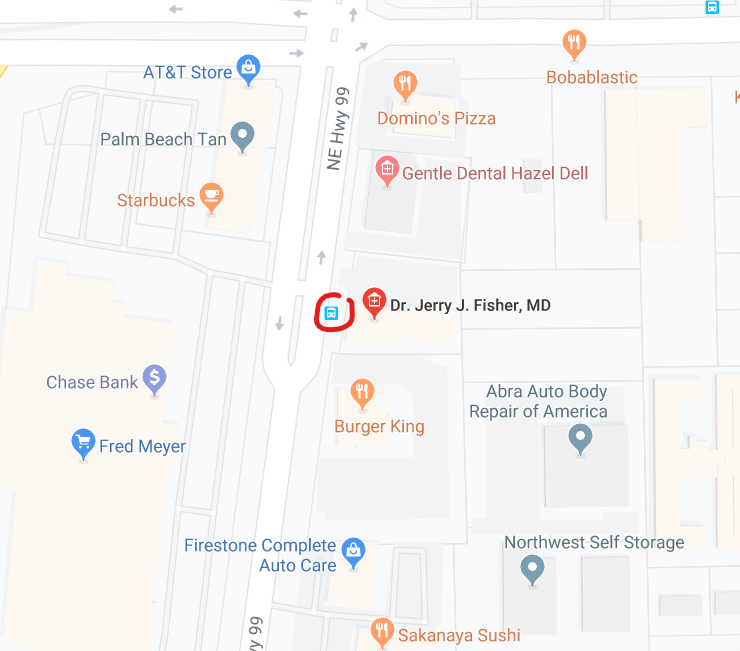 AT&T Store
Bobablastic
Domino's Pizza
NE Hwy 99
Palm Beach Tan
Gentle Dental Hazel Dell
Starbucks
Dr. Jerry J. Fisher, MD
Chase Bank
Abra Auto Body
Repair of America
Burger King
Fred Meyer
Firestone Complete
Auto Care
Northwest Self Storage
Sakanaya Sushi